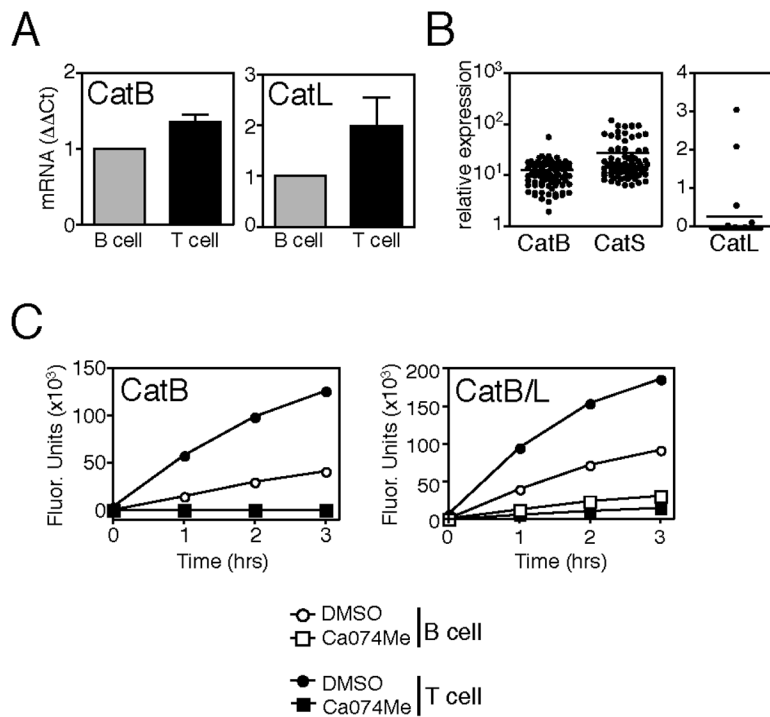 A
mRNA (ΔΔCt)
2
1
0
CatB
B cell
T cell
3
2
1
0
CatL
B cell
T cell
B
relative expression
10³
10²
10¹
1
CatB
CatS
4
3
2
1
0
CatL
C
Fluor. Units (x10³)
150
100
50
0
CatB
0
1
2
3
Time (hrs)
Fluor. Units (x10³)
200
150
100
50
0
CatB/L
0
1
2
3
Time (hrs)
DMSO
Ca074Me
B cell
DMSO
Ca074Me
T cell